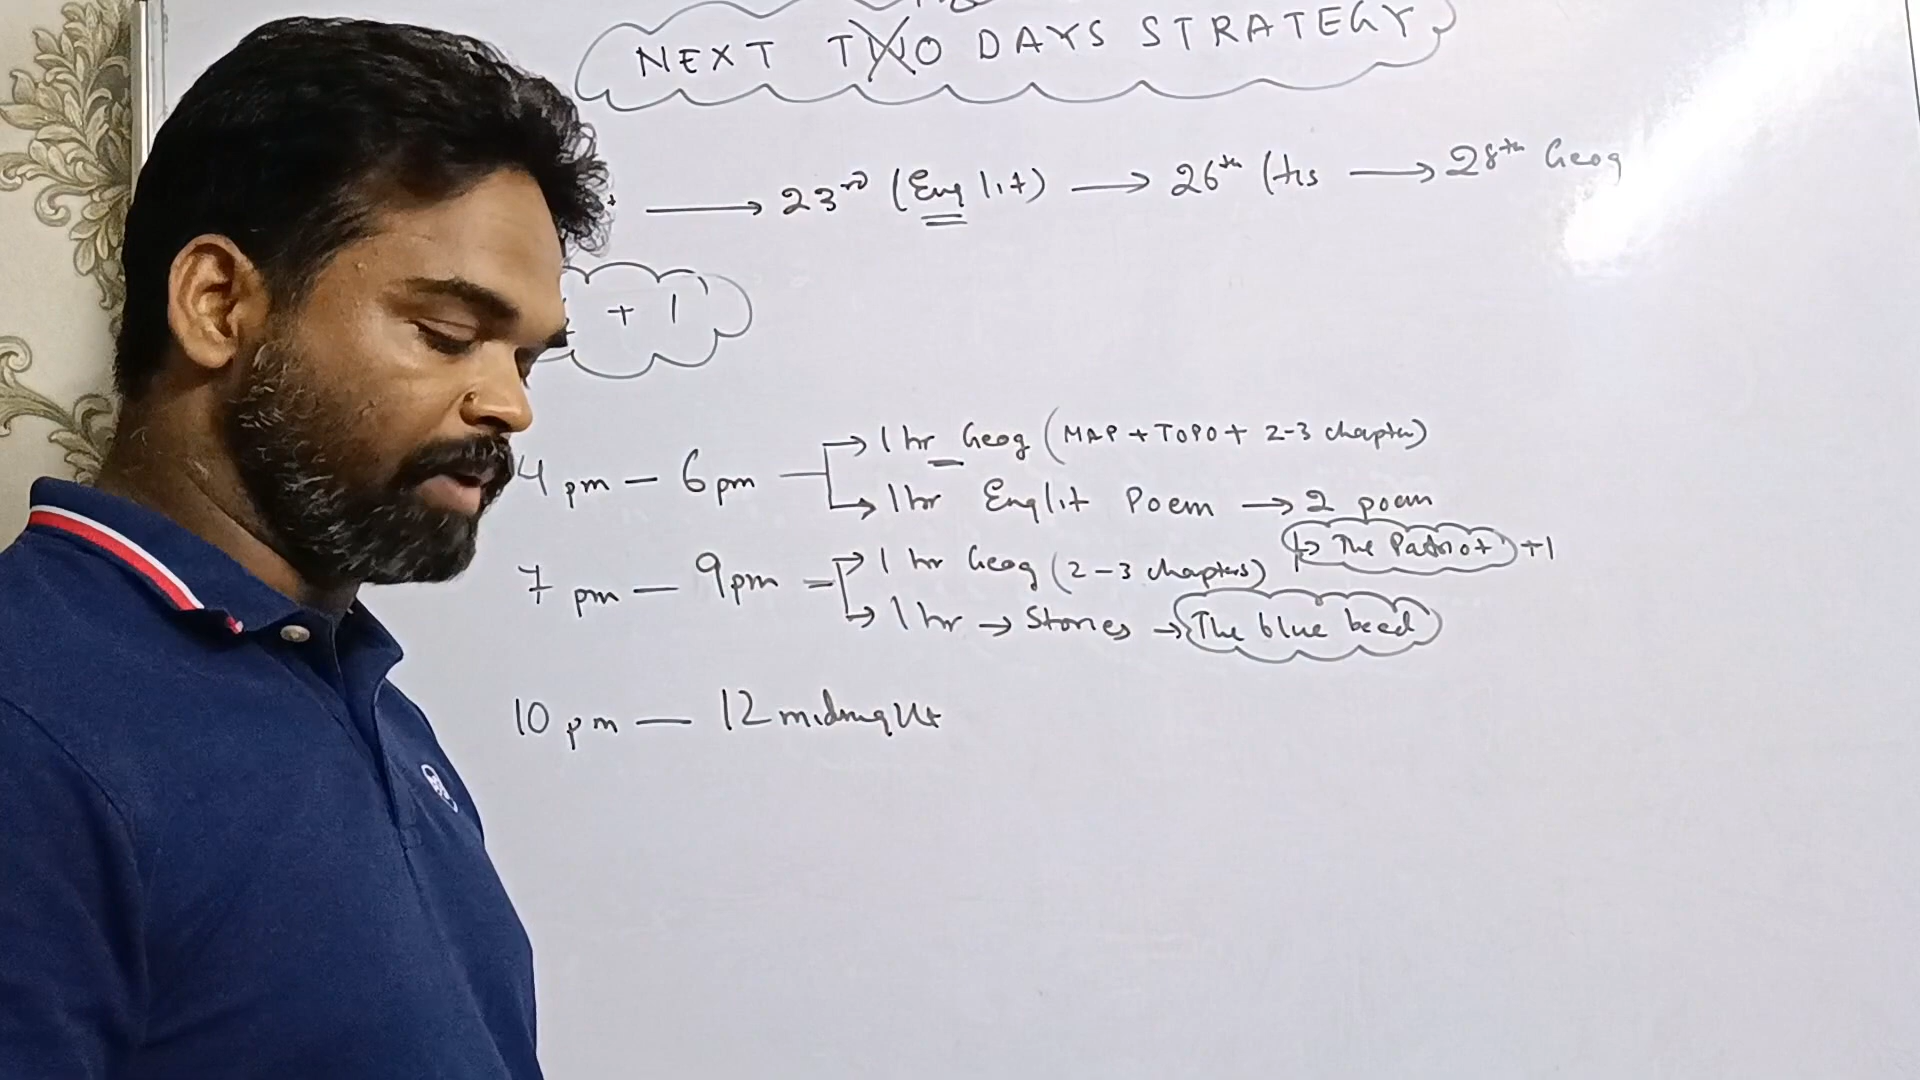 NEXT TWO DAYS STRATEGY
→ 23rd (Eng lit) → 26th (His → 28th Geog
+ 1
4 pm — 6 pm → 1 hr Geog (MAP + TOPO + 2-3 chapter)
→ 1 hr Eng lit Poem → 2 poem
↳ The Patriot +1
7 pm — 9 pm → 1 hr Geog (2-3 chapters)
→ 1 hr → Stories → The blue bead
10 pm — 12 midnight